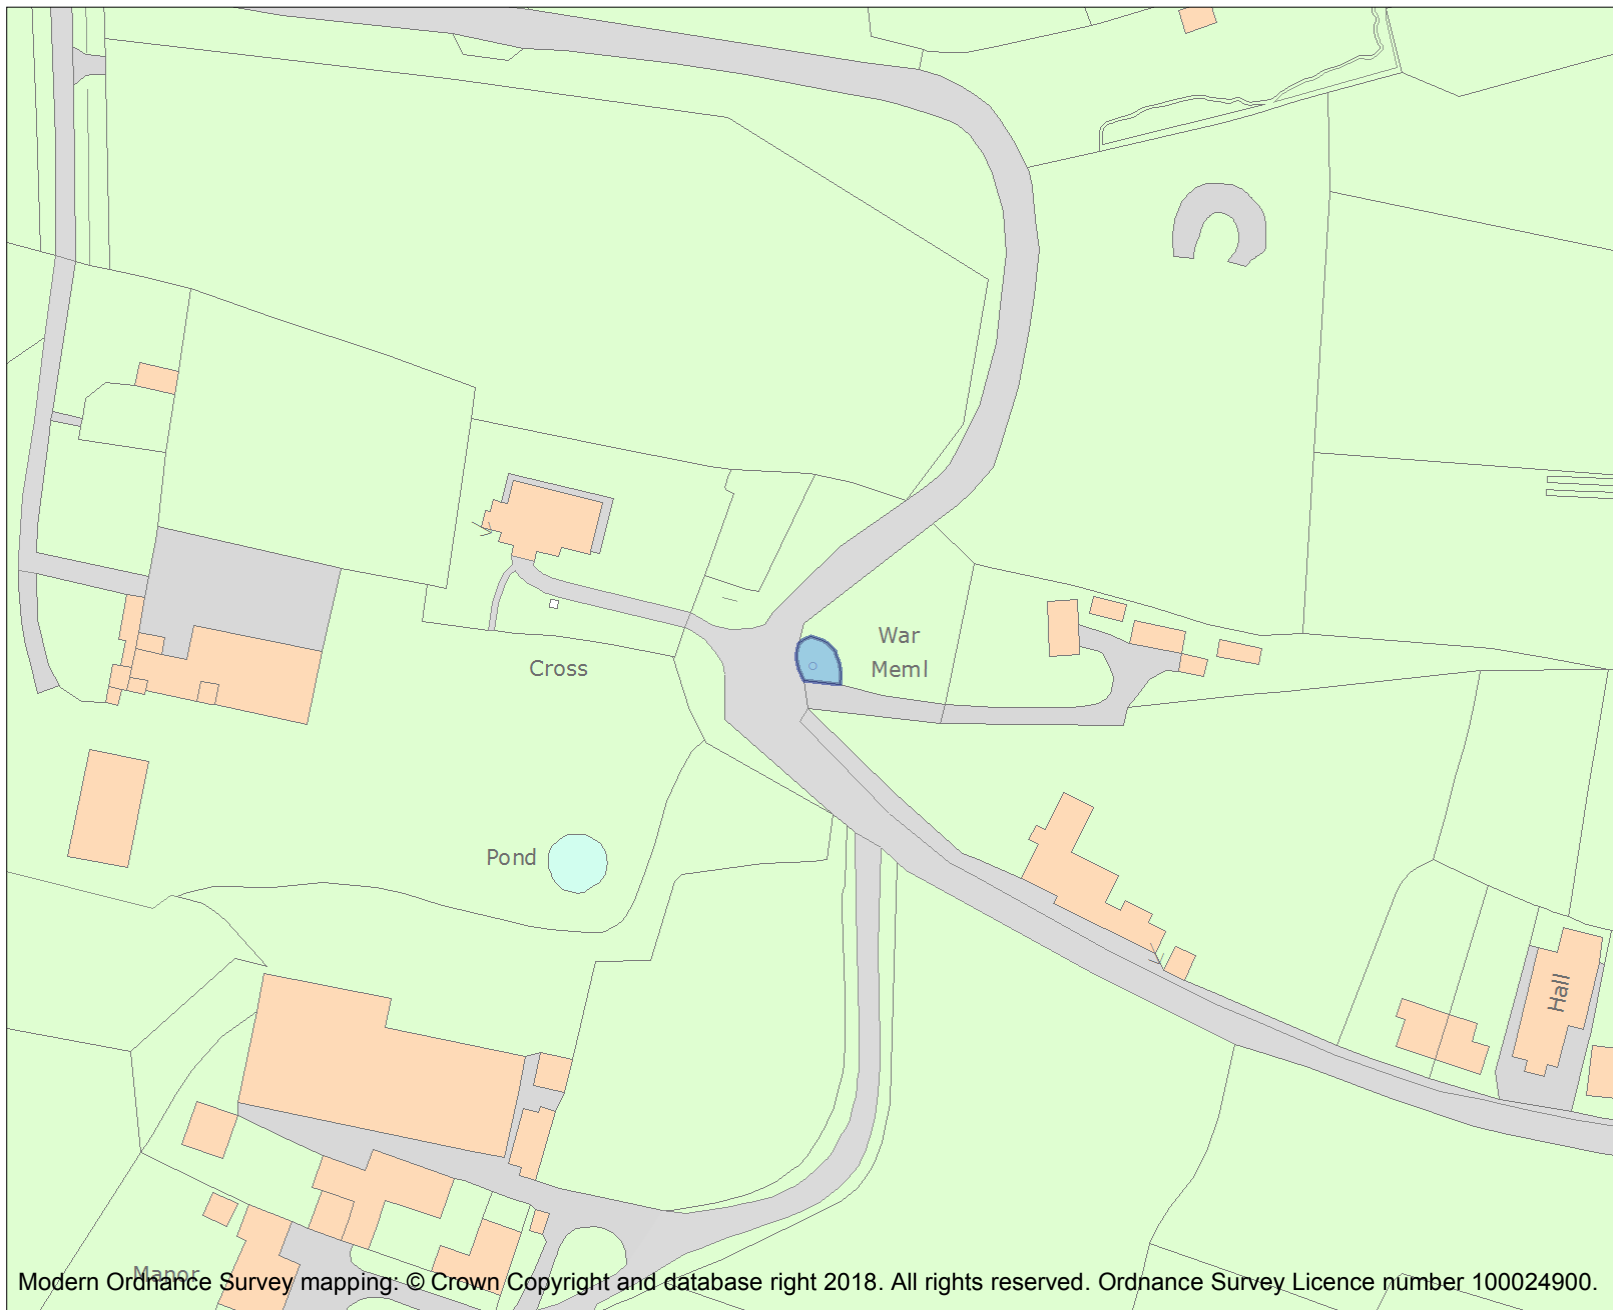 War
Meml
Cross
Pond
Hall
Manor
Modern Ordnance Survey mapping: © Crown Copyright and database right 2018. All rights reserved. Ordnance Survey Licence number 100024900.